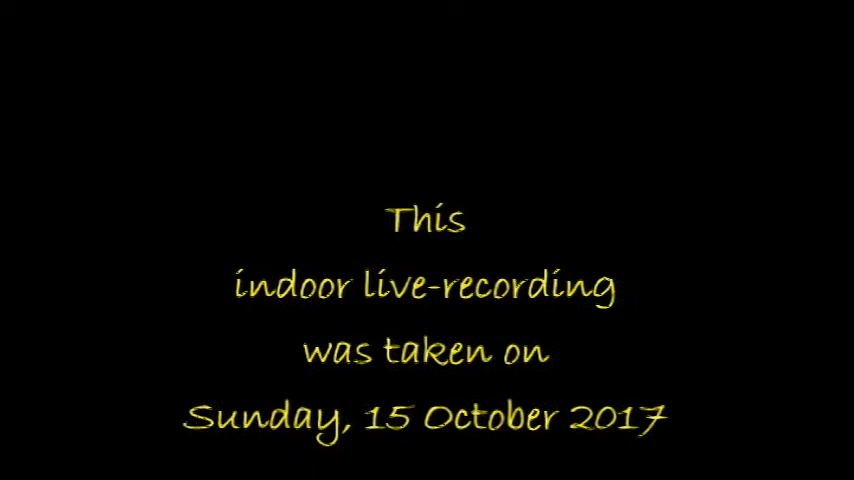 This
indoor live-recording
was taken on
Sunday, 15 October 2017